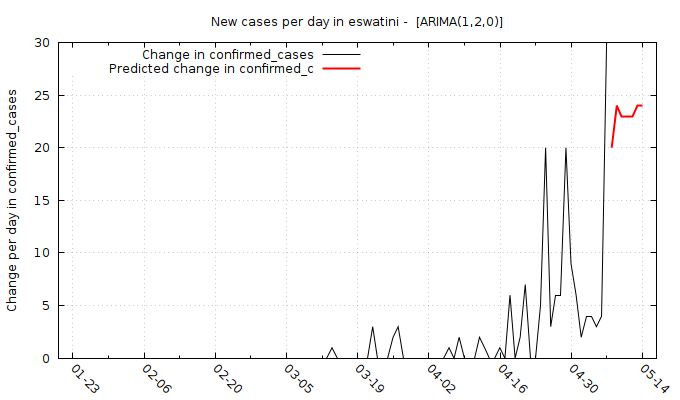 New cases per day in eswatini -  [ARIMA(1,2,0)]
Change in confirmed_cases
Predicted change in confirmed_c
Change per day in confirmed_cases
30
25
20
15
10
5
0
01-23 02-06 02-20 03-05 03-19 04-02 04-16 04-30 05-14